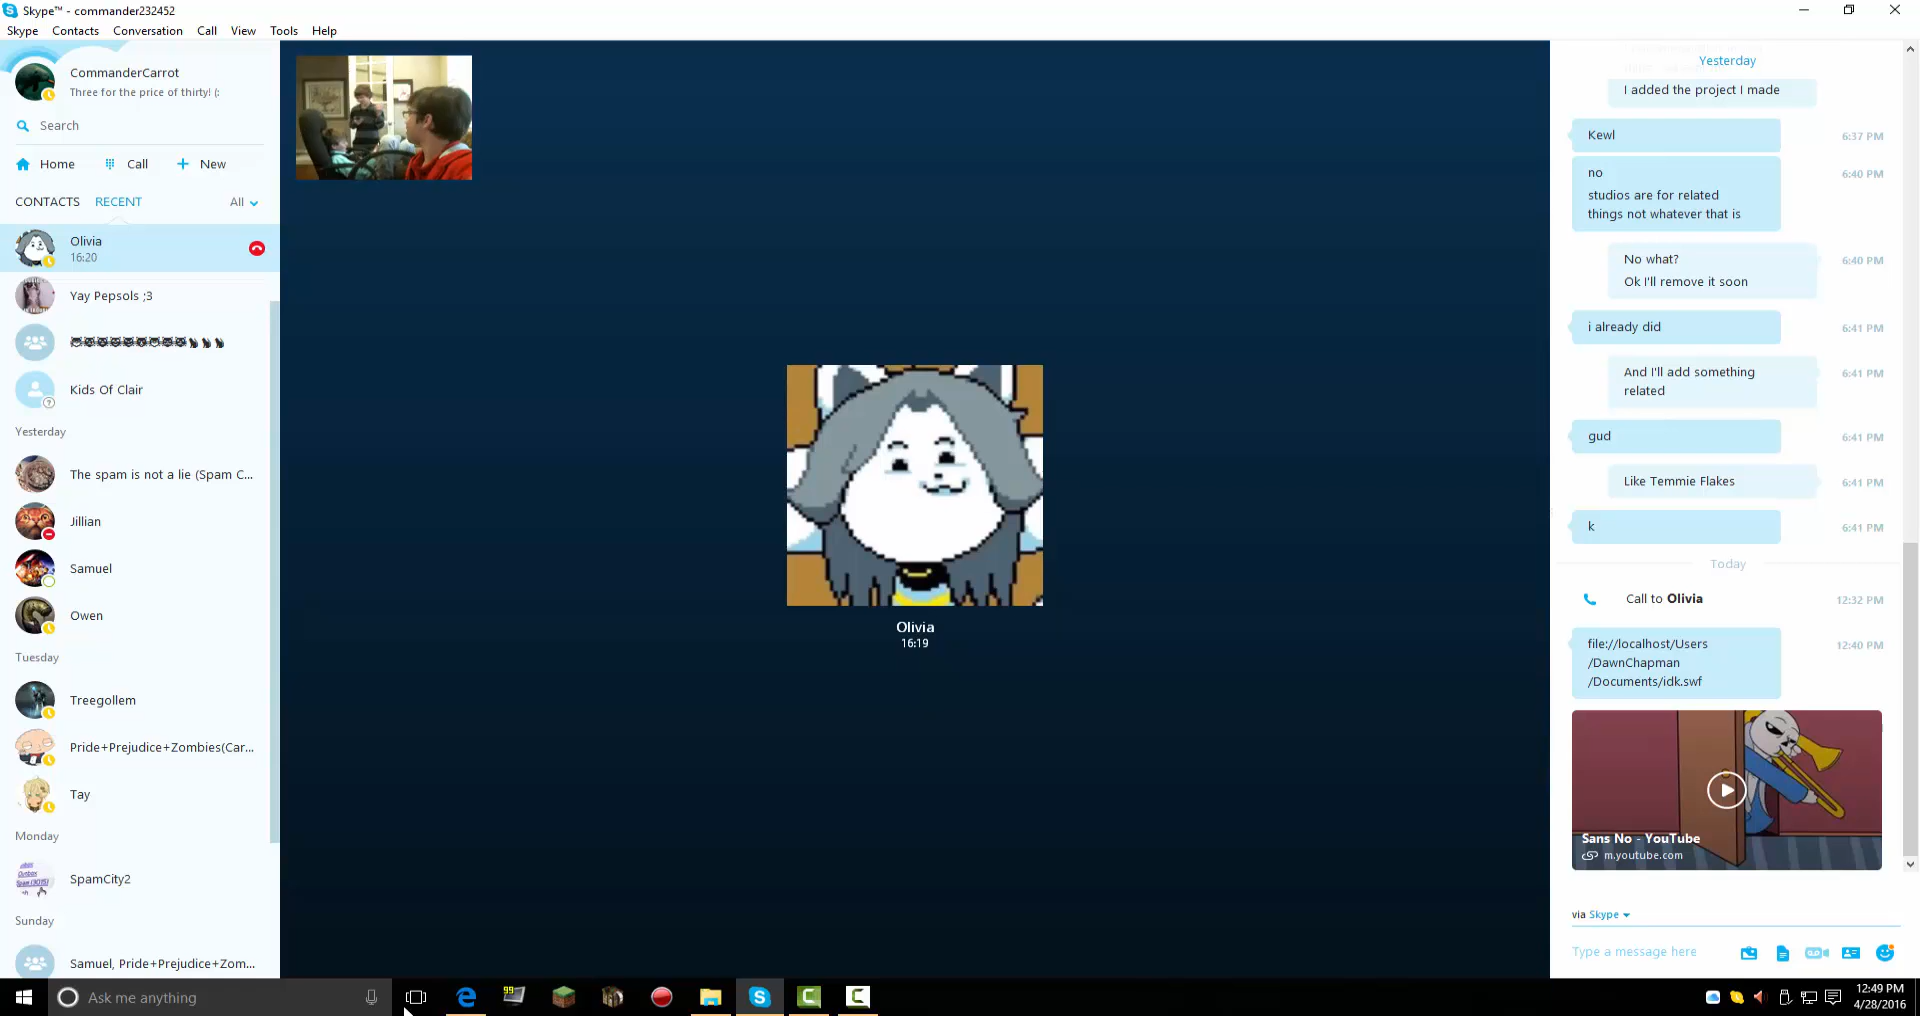 Skype™ - commander232452
Skype Contacts Conversation Call View Tools Help
CommanderCarrot
Three for the price of thirty! (:
Search
Home Call New
CONTACTS RECENT All
Olivia
16:20
Yay Pepsols ;3
Kids Of Clair
Yesterday
The spam is not a lie (Spam C...
Jillian
Samuel
Owen
Tuesday
Treegollem
Pride+Prejudice+Zombies(Car...
Tay
Monday
SpamCity2
Sunday
Samuel, Pride+Prejudice+Zom...
Olivia
16:19
Yesterday
I added the project I made
Kewl 6:37 PM
no 6:40 PM
studios are for related
things not whatever that is
No what? 6:40 PM
Ok I'll remove it soon
i already did 6:41 PM
And I'll add something 6:41 PM
related
gud 6:41 PM
Like Temmie Flakes 6:41 PM
k 6:41 PM
Today
Call to Olivia 12:32 PM
file://localhost/Users 12:40 PM
/DawnChapman
/Documents/idk.swf
Sans No - YouTube
m.youtube.com
via Skype
Type a message here
Ask me anything
99
12:49 PM
4/28/2016